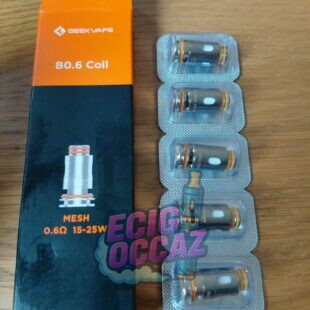 GEEKVAPE
B0.6 Coil
MESH
0.6Ω 15-25W
ECIG
OCCAZ